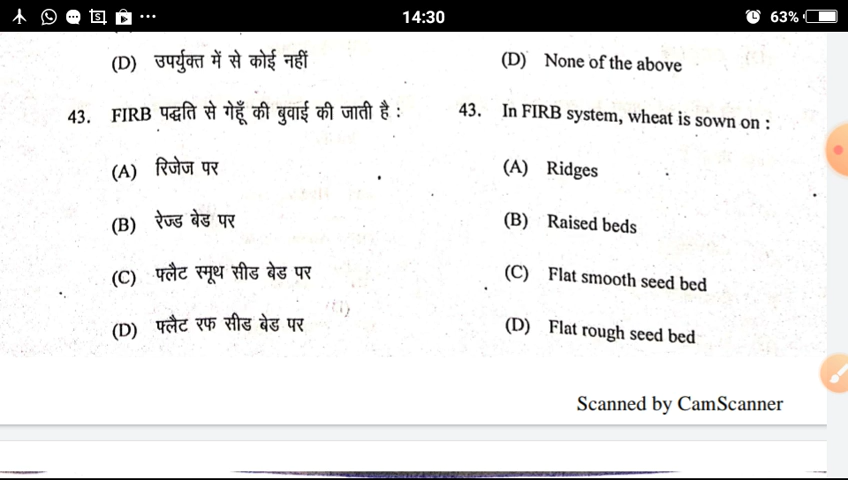 14:30
63%
(D) उपर्युक्त में से कोई नहीं
43. FIRB पद्धति से गेहूँ की बुवाई की जाती है :
(A) रिजेज पर
(B) रेज्ड बेड पर
(C) फ्लैट स्मूथ सीड बेड पर
(D) फ्लैट रफ सीड बेड पर
(D) None of the above
43. In FIRB system, wheat is sown on :
(A) Ridges
(B) Raised beds
(C) Flat smooth seed bed
(D) Flat rough seed bed
Scanned by CamScanner